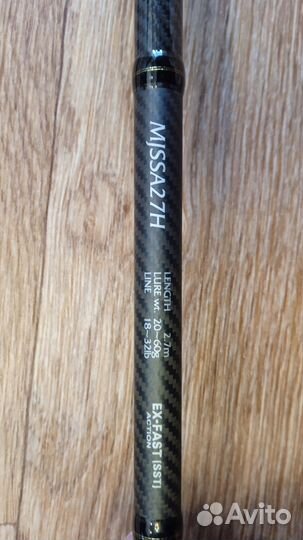 MJSSA27H
LENGTH 2.7m
LURE wt. 20~60g
LINE 18~32lb
EX-FAST [SST]
ACTION
Avito